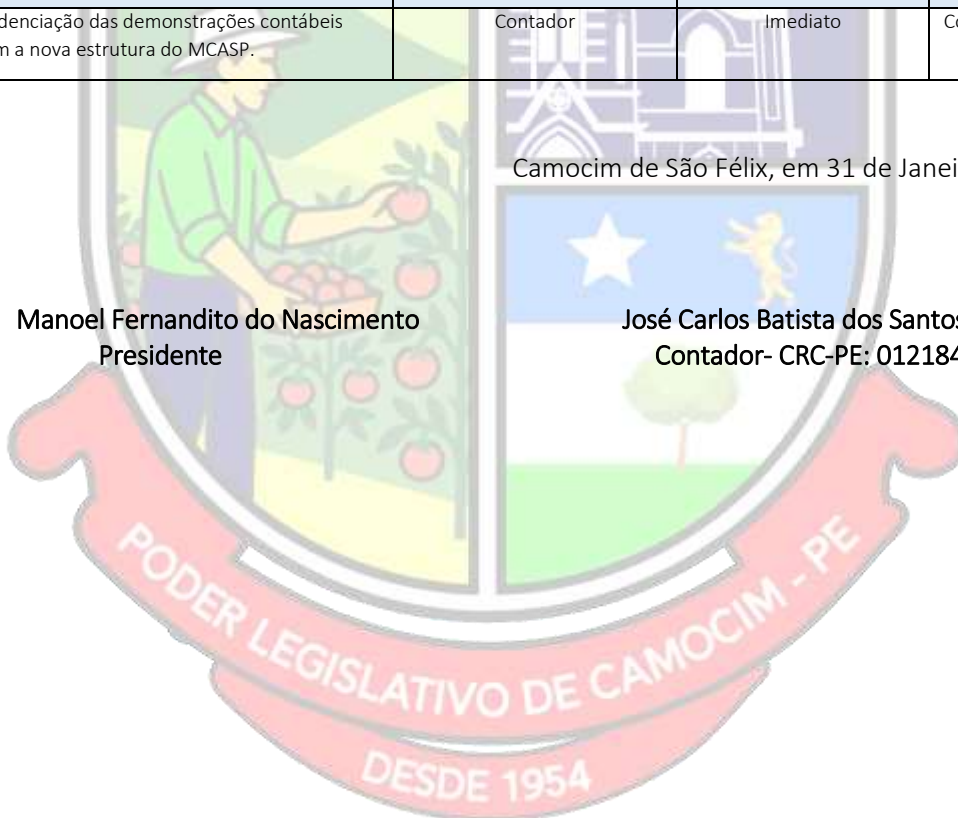 denciação das demonstrações contábeis
m a nova estrutura do MCASP.
Contador
Imediato
Co
Camocim de São Félix, em 31 de Janei
Manoel Fernandito do Nascimento
Presidente
José Carlos Batista dos Santos
Contador- CRC-PE: 012184
PODER LEGISLATIVO DE CAMOCIM - PE
DESDE 1954